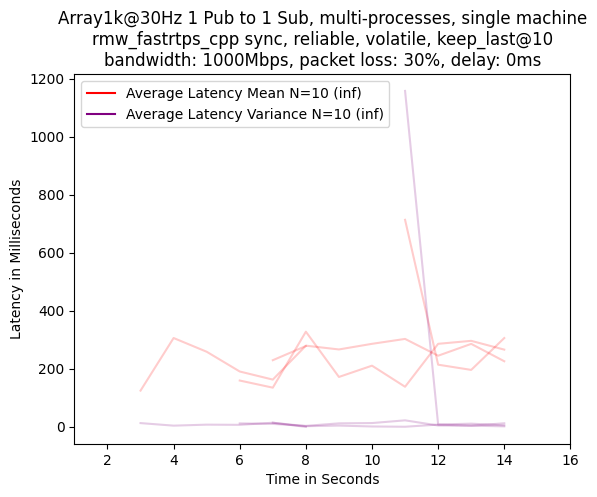 Array1k@30Hz 1 Pub to 1 Sub, multi-processes, single machine
rmw_fastrtps_cpp sync, reliable, volatile, keep_last@10
bandwidth: 1000Mbps, packet loss: 30%, delay: 0ms
Average Latency Mean N=10 (inf)
Average Latency Variance N=10 (inf)
Latency in Milliseconds
1200
1000
800
600
400
200
0
2 4 6 8 10 12 14 16
Time in Seconds